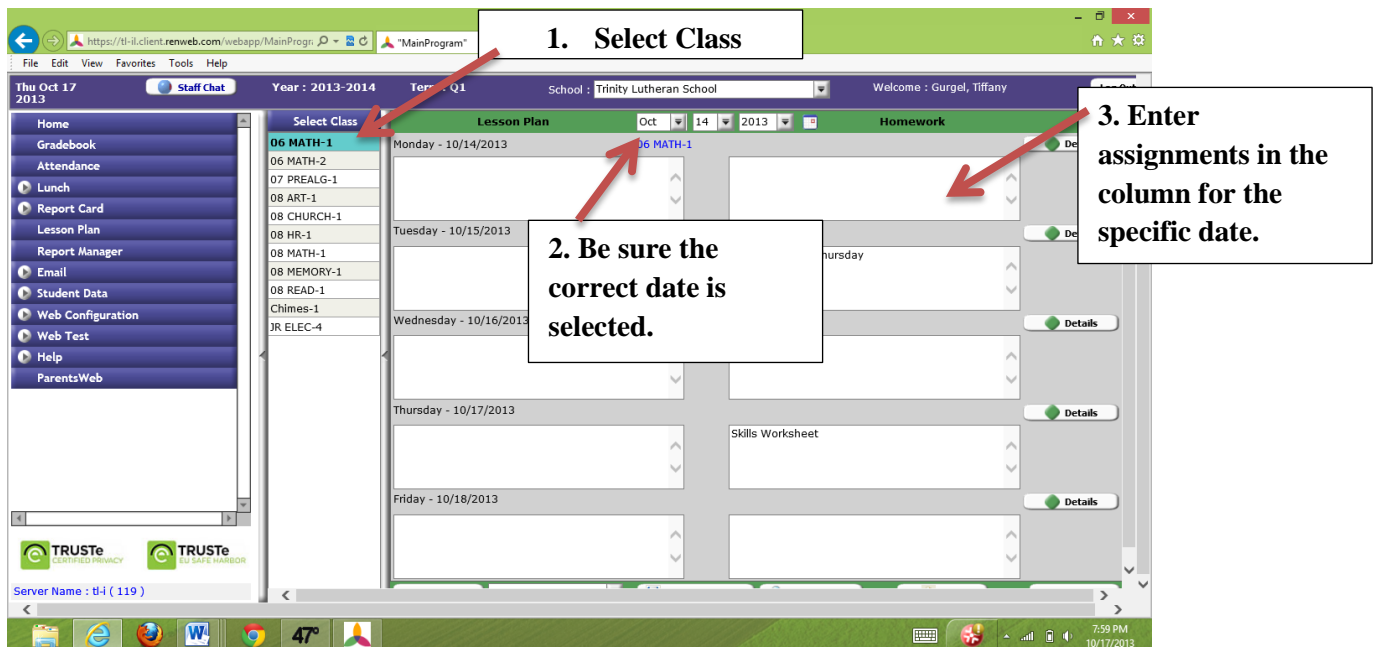 1. Select Class
https://tl-il.client.renweb.com/webapp/MainProgr
"MainProgram"
File Edit View Favorites Tools Help
Thu Oct 17 2013
Staff Chat
Year : 2013-2014
Q1
School : Trinity Lutheran School
Welcome : Gurgel, Tiffany
Home
Gradebook
Attendance
Lunch
Report Card
Lesson Plan
Report Manager
Email
Student Data
Web Configuration
Web Test
Help
ParentsWeb
TRUSTe
CERTIFIED PRIVACY
TRUSTe
EU SAFE HARBOR
Server Name : tl-i ( 119 )
Select Class
06 MATH-1
06 MATH-2
07 PREALG-1
08 ART-1
08 CHURCH-1
08 HR-1
08 MATH-1
08 MEMORY-1
08 READ-1
Chimes-1
JR ELEC-4
Lesson Plan
Oct 14 2013
Homework
Monday - 10/14/2013
06 MATH-1
Tuesday - 10/15/2013
Wednesday - 10/16/2013
Details
Thursday - 10/17/2013
Details
Skills Worksheet
Friday - 10/18/2013
Details
2. Be sure the
correct date is
selected.
3. Enter
assignments in the
column for the
specific date.
47°
7:59 PM
10/17/2013